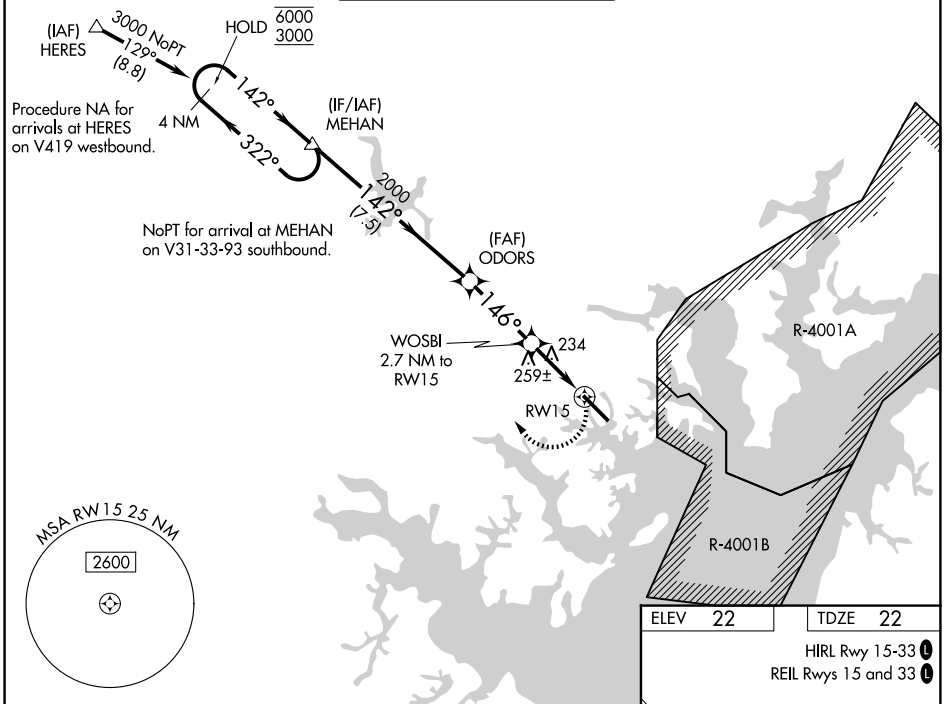 (IAF)
HERES
3000 NoPT
129°
(8.8)
HOLD
6000
3000
142°
322°
4 NM
(IF/IAF)
MEHAN
Procedure NA for
arrivals at HERES
on V419 westbound.
2000
142°
(7.5)
NoPT for arrival at MEHAN
on V31-33-93 southbound.
(FAF)
ODORS
146°
WOSBI
2.7 NM to
RW15
234
259±
RW15
R-4001A
R-4001B
MSA RW15 25 NM
2600
ELEV 22
TDZE 22
HIRL Rwy 15-33 L
REIL Rwys 15 and 33 L